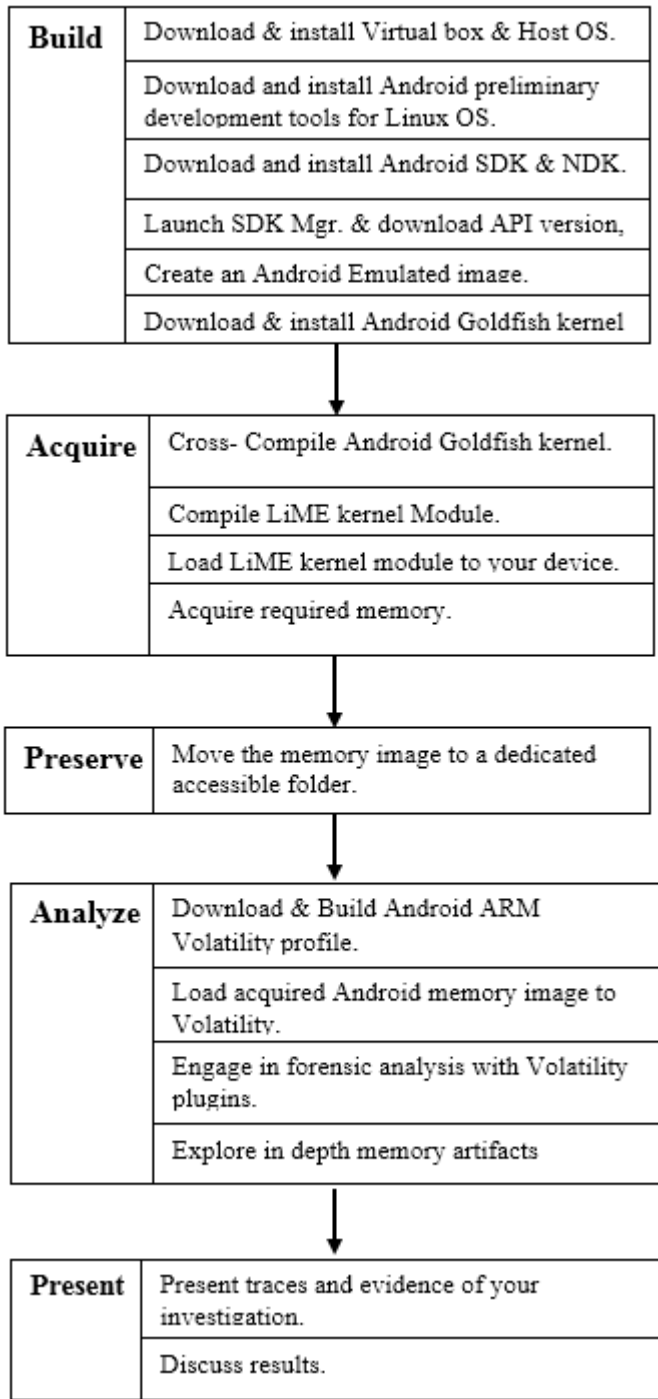 Build
Download & install Virtual box & Host OS.
Download and install Android preliminary
development tools for Linux OS.
Download and install Android SDK & NDK.
Launch SDK Mgr. & download API version,
Create an Android Emulated image.
Download & install Android Goldfish kernel
Acquire
Cross- Compile Android Goldfish kernel.
Compile LiME kernel Module.
Load LiME kernel module to your device.
Acquire required memory.
Preserve
Move the memory image to a dedicated
accessible folder.
Analyze
Download & Build Android ARM
Volatility profile.
Load acquired Android memory image to
Volatility.
Engage in forensic analysis with Volatility
plugins.
Explore in depth memory artifacts
Present
Present traces and evidence of your
investigation.
Discuss results.